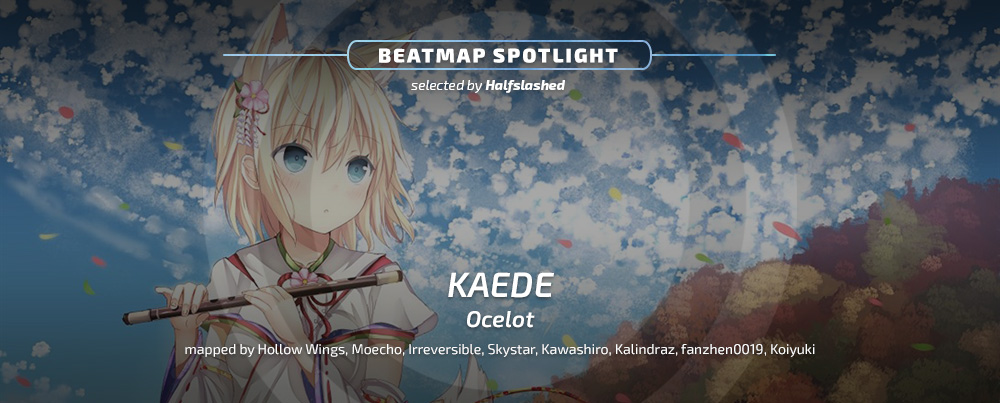 BEATMAP SPOTLIGHT
selected by Halfslashed
KAEDE
Ocelot
mapped by Hollow Wings, Moecho, Irreversible, Skystar, Kawashiro, Kalindraz, fanzhen0019, Koiyuki